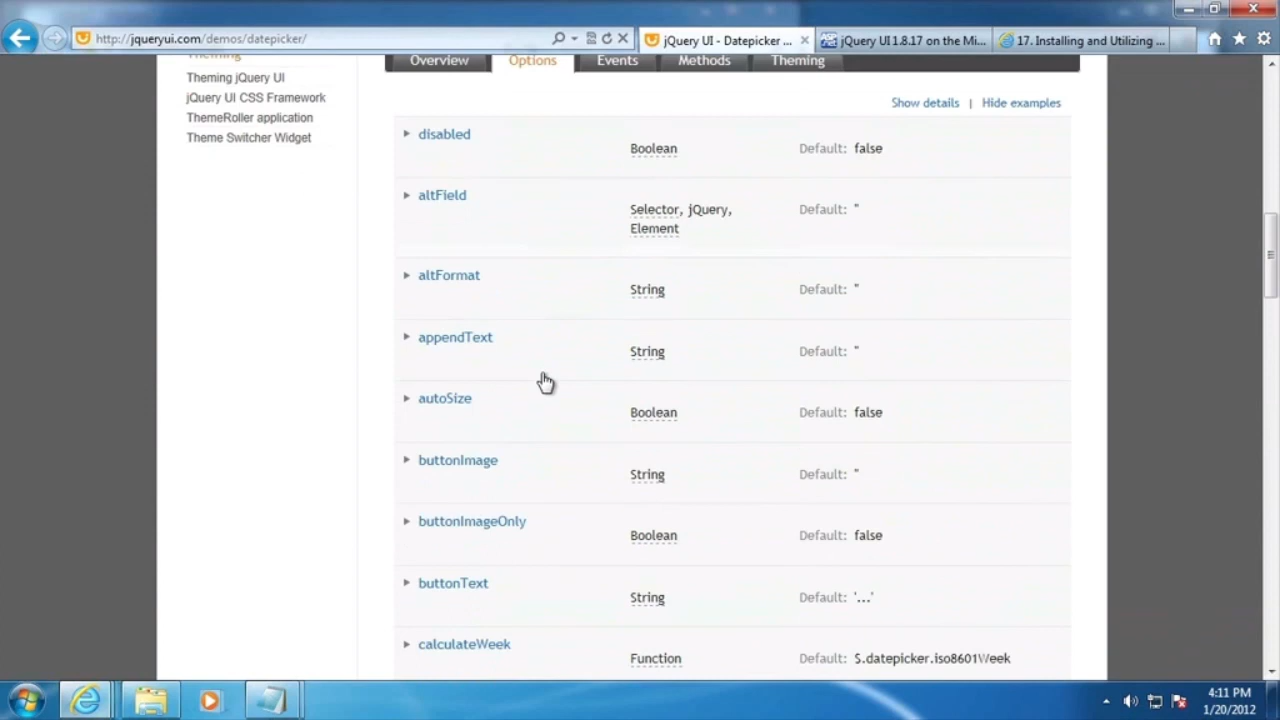 http://jqueryui.com/demos/datepicker/
jQuery UI - Datepicker ...
jQuery UI 1.8.17 on the Mi...
17. Installing and Utilizing ...
Theming
Theming jQuery UI
jQuery UI CSS Framework
ThemeRoller application
Theme Switcher Widget
Overview
Options
Events
Methods
Theming
Show details | Hide examples
disabled
Boolean
Default: false
altField
Selector, jQuery,
Element
Default: ''
altFormat
String
Default: ''
appendText
String
Default: ''
autoSize
Boolean
Default: false
buttonImage
String
Default: ''
buttonImageOnly
Boolean
Default: false
buttonText
String
Default: '...'
calculateWeek
Function
Default: $.datepicker.iso8601Week
4:11 PM
1/20/2012